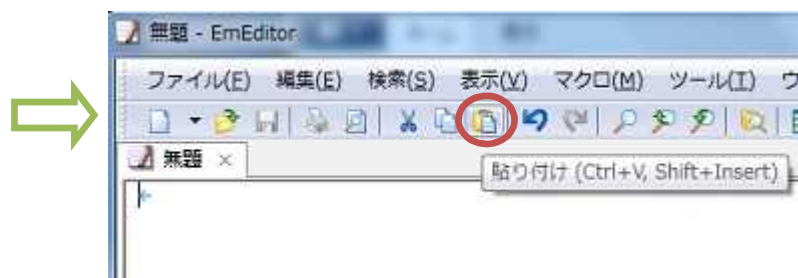 無題 - EmEditor
ファイル(F) 編集(E) 検索(S) 表示(V) マクロ(M) ツール(T) ウ
無題
貼り付け (Ctrl+V, Shift+Insert)